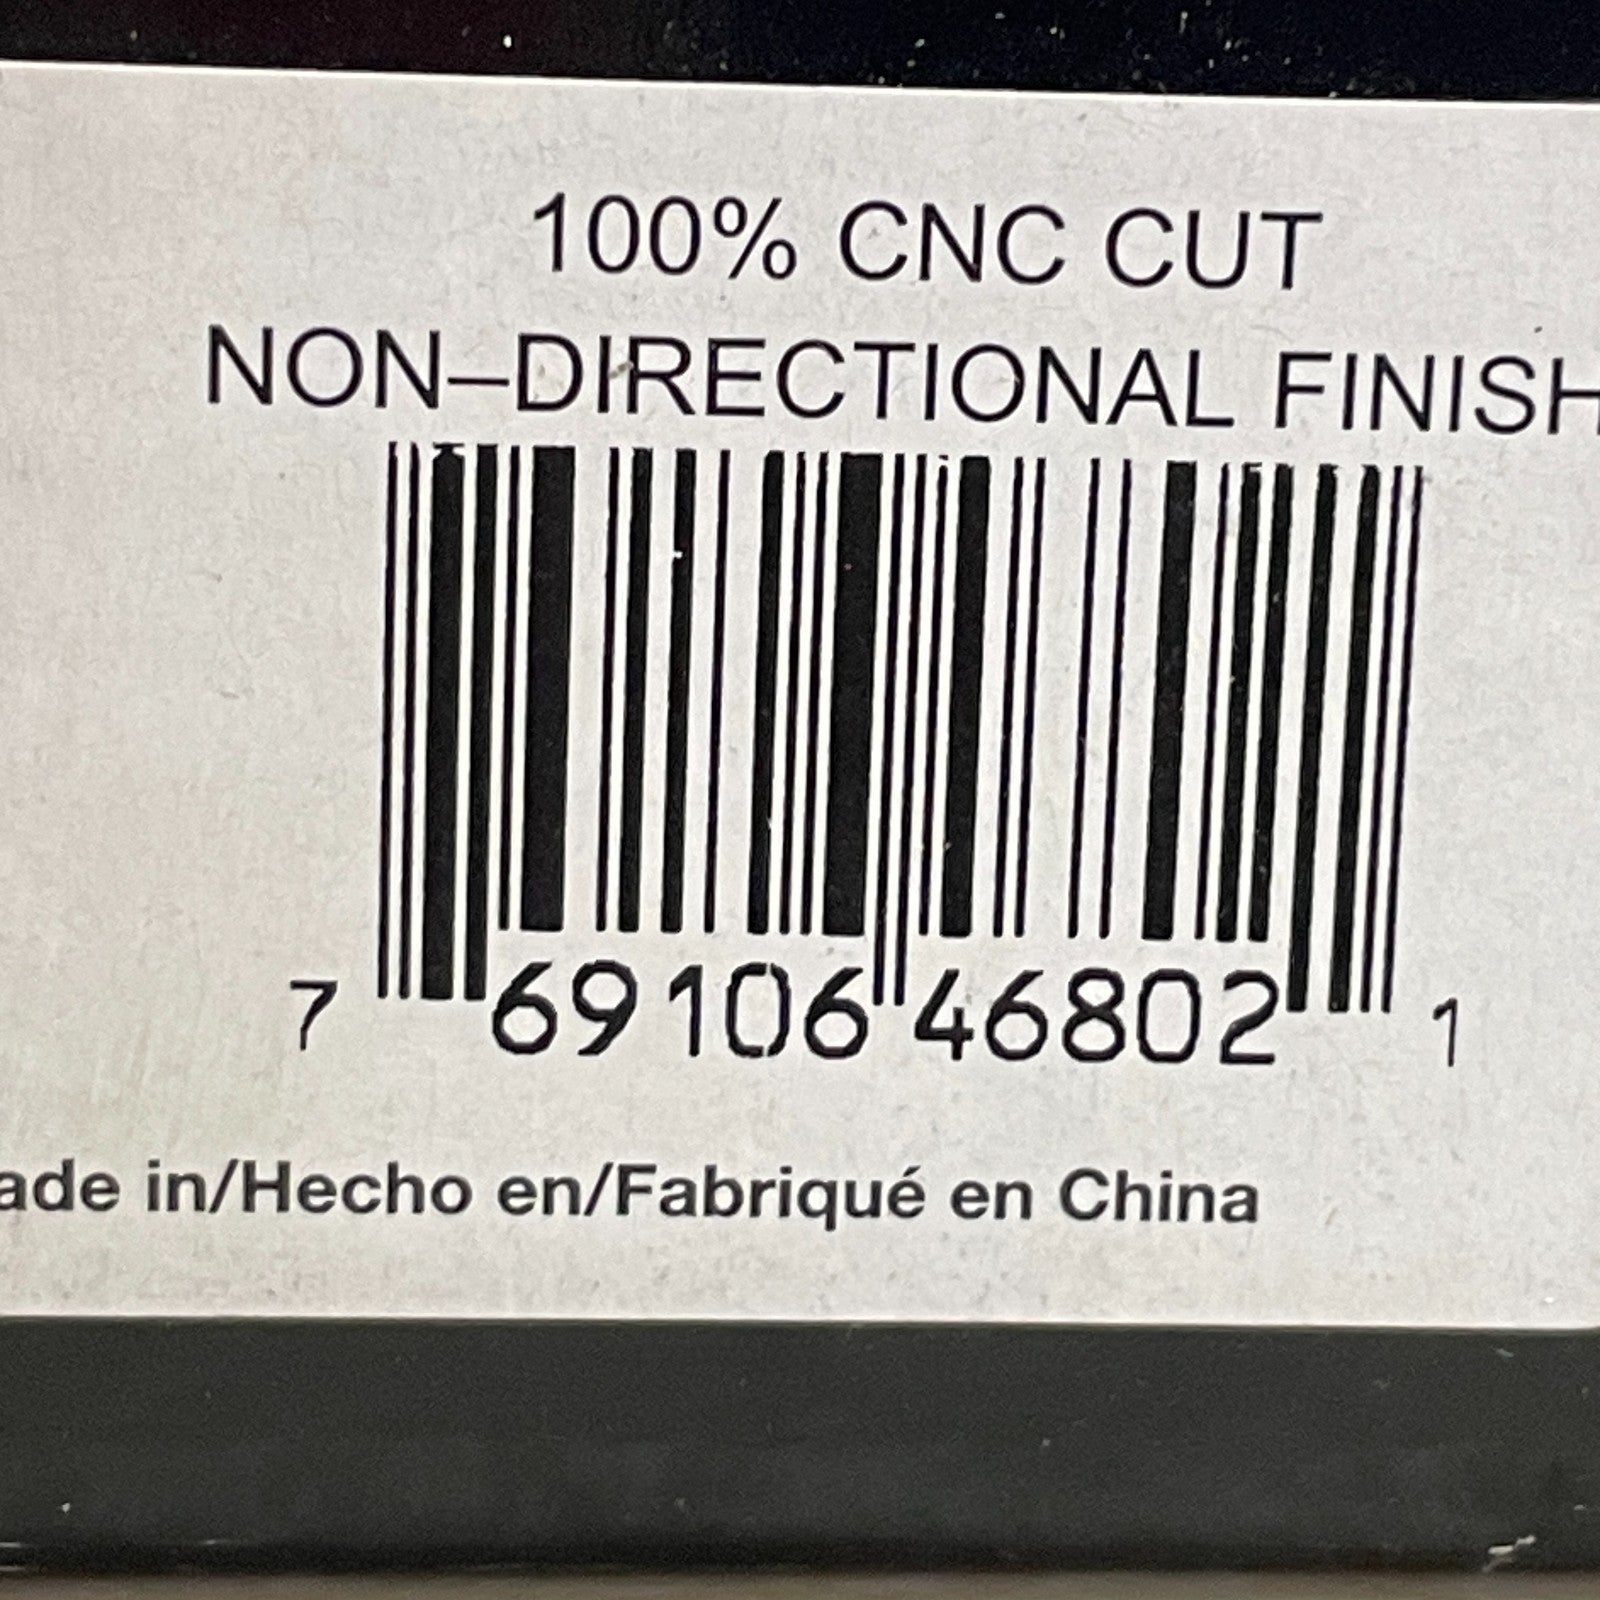 100% CNC CUT
NON–DIRECTIONAL FINISH
7 69106 46802 1
ade in/Hecho en/Fabriqué en China